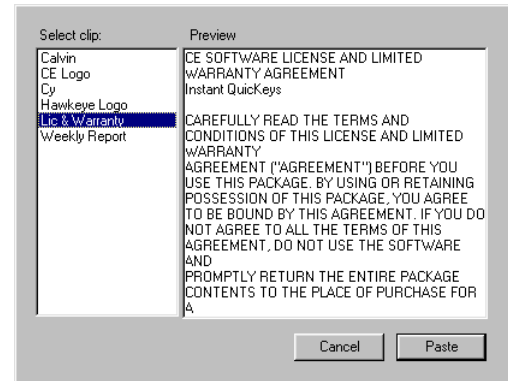 Select clip:
Preview
Calvin
CE Logo
Cy
Hawkeye Logo
Lic & Warranty
Weekly Report
CE SOFTWARE LICENSE AND LIMITED
WARRANTY AGREEMENT
Instant QuicKeys
CAREFULLY READ THE TERMS AND
CONDITIONS OF THIS LICENSE AND LIMITED
WARRANTY
AGREEMENT ("AGREEMENT") BEFORE YOU
USE THIS PACKAGE. BY USING OR RETAINING
POSSESSION OF THIS PACKAGE, YOU AGREE
TO BE BOUND BY THIS AGREEMENT. IF YOU DO
NOT AGREE TO ALL THE TERMS OF THIS
AGREEMENT, DO NOT USE THE SOFTWARE
AND
PROMPTLY RETURN THE ENTIRE PACKAGE
CONTENTS TO THE PLACE OF PURCHASE FOR
A
Cancel
Paste